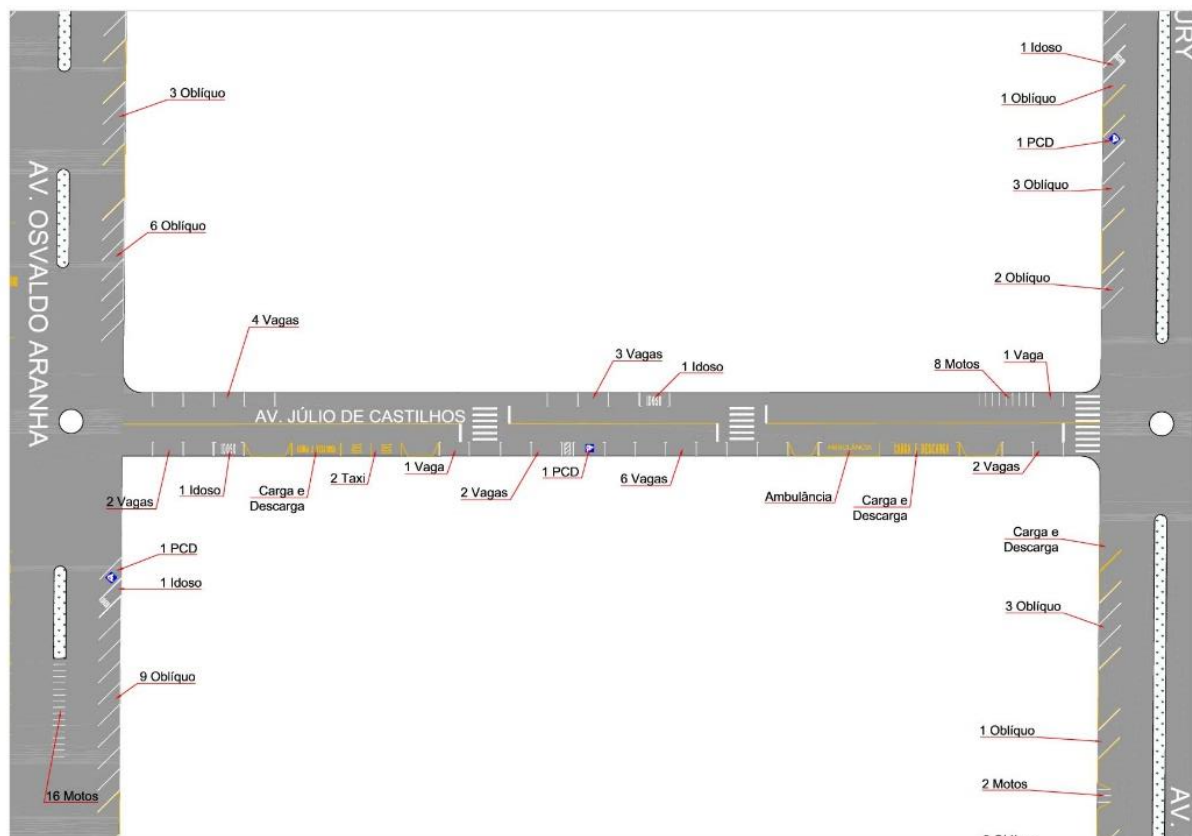 URY
1 Idoso
3 Oblíquo
1 Oblíquo
1 PCD
AV. OSVALDO ARANHA
3 Oblíquo
6 Oblíquo
2 Oblíquo
4 Vagas
3 Vagas
1 Idoso
8 Motos
1 Vaga
AV. JÚLIO DE CASTILHOS
2 Vagas
1 Idoso
Carga e
Descarga
2 Taxi
1 Vaga
2 Vagas
1 PCD
6 Vagas
Ambulância
Carga e
Descarga
2 Vagas
CARGA E DESCARGA
Carga e
Descarga
1 PCD
1 Idoso
3 Oblíquo
9 Oblíquo
1 Oblíquo
2 Motos
16 Motos
AV.